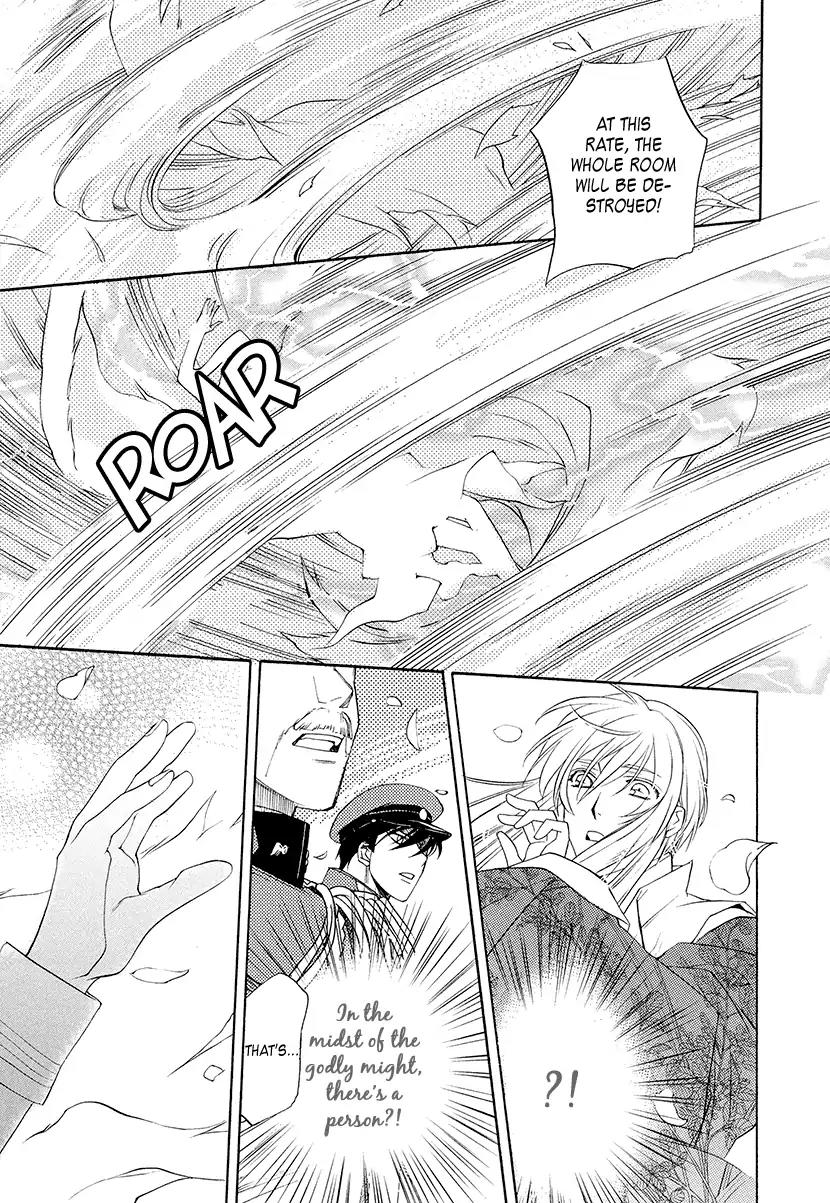 AT THIS
RATE, THE
WHOLE ROOM
WILL BE DE-
STROYED!
ROAR
?!
In the
midst of the
godly might,
there's a
person?!
THAT'S...